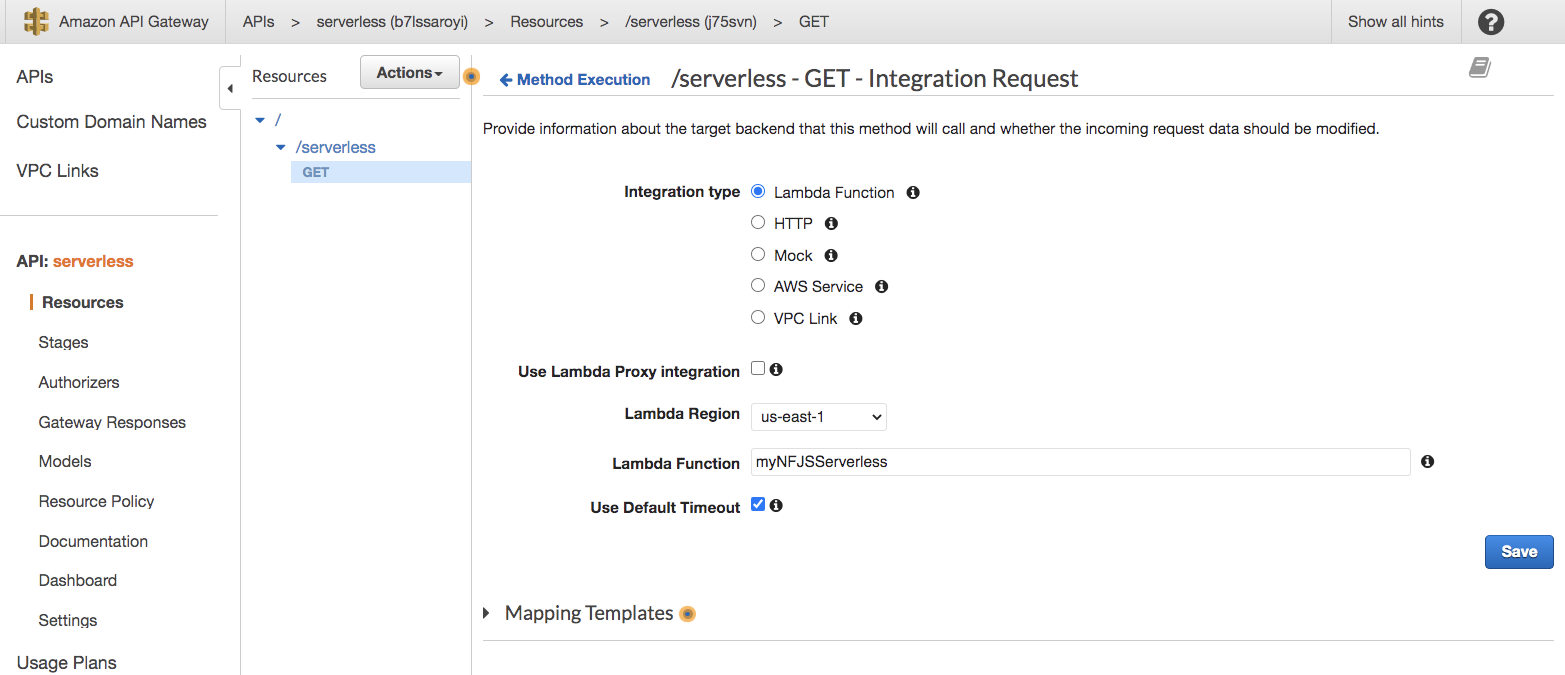 Amazon API Gateway APIs > serverless (b7lssaroyi) > Resources > /serverless (j75svn) > GET Show all hints ?
APIs
Custom Domain Names
VPC Links
API: serverless
Resources
Stages
Authorizers
Gateway Responses
Models
Resource Policy
Documentation
Dashboard
Settings
Usage Plans
Resources Actions
/
/serverless
GET
Method Execution /serverless - GET - Integration Request
Provide information about the target backend that this method will call and whether the incoming request data should be modified.
Integration type Lambda Function
HTTP
Mock
AWS Service
VPC Link
Use Lambda Proxy integration
Lambda Region us-east-1
Lambda Function myNFJSServerless
Use Default Timeout
Save
Mapping Templates